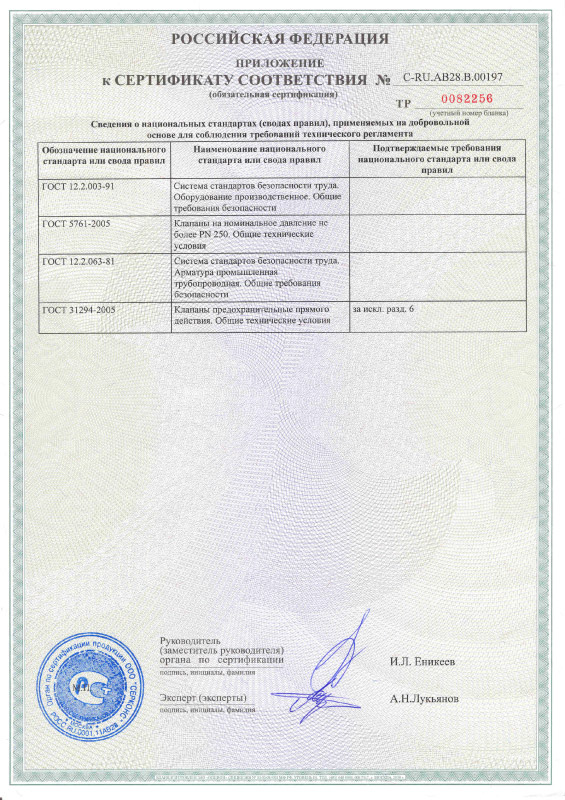 РОССИЙСКАЯ ФЕДЕРАЦИЯ
ПРИЛОЖЕНИЕ
к СЕРТИФИКАТУ СООТВЕТСТВИЯ № C-RU.АВ28.В.00197
(обязательная сертификация)
ТР 0082256
(учетный номер бланка)
Сведения о национальных стандартах (сводах правил), применяемых на добровольной
основе для соблюдения требований технического регламента
Обозначение национального
стандарта или свода правил
Наименование национального
стандарта или свода правил
Подтверждаемые требования
национального стандарта или свода
правил
ГОСТ 12.2.003-91
Система стандартов безопасности труда.
Оборудование производственное. Общие
требования безопасности
ГОСТ 5761-2005
Клапаны на номинальное давление не
более PN 250. Общие технические
условия
ГОСТ 12.2.063-81
Система стандартов безопасности труда.
Арматура промышленная
трубопроводная. Общие требования
безопасности
ГОСТ 31294-2005
Клапаны предохранительные прямого
действия. Общие технические условия
за искл. разд. 6
Руководитель
(заместитель руководителя)
органа по сертификации
подпись, инициалы, фамилия
И.Л. Еникеев
Эксперт (эксперты)
подпись, инициалы, фамилия
А.Н.Лукьянов
Орган по сертификации продукции ООО "СЕРКОНС"
М.П.
РОСС RU.0001.11АВ28